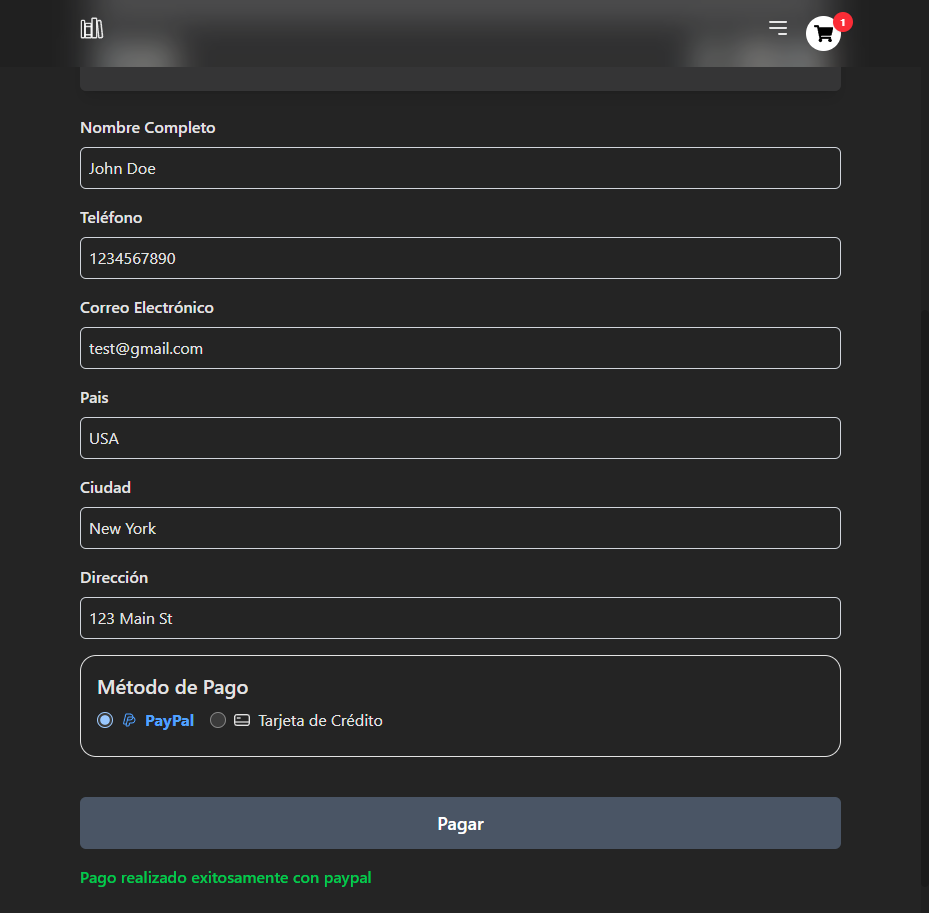 1
Nombre Completo
John Doe
Teléfono
1234567890
Correo Electrónico
test@gmail.com
Pais
USA
Ciudad
New York
Dirección
123 Main St
Método de Pago
PayPal Tarjeta de Crédito
Pagar
Pago realizado exitosamente con paypal